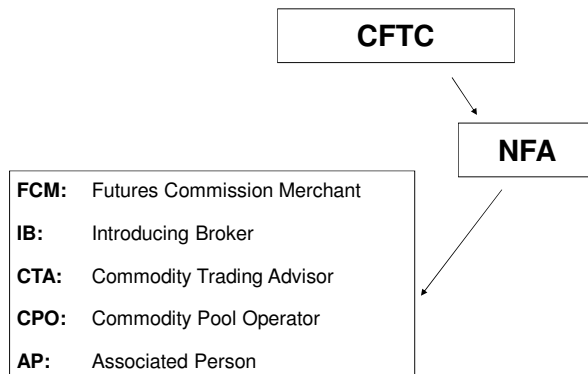 CFTC
NFA
FCM: Futures Commission Merchant
IB: Introducing Broker
CTA: Commodity Trading Advisor
CPO: Commodity Pool Operator
AP: Associated Person